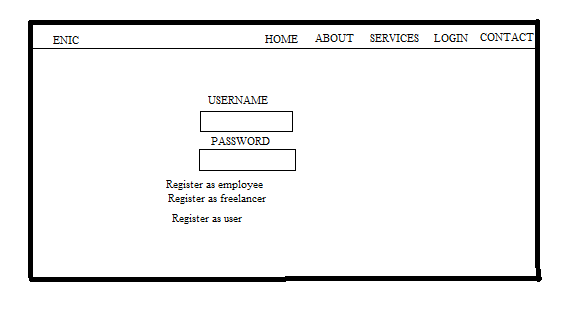 ENIC HOME ABOUT SERVICES LOGIN CONTACT
USERNAME
PASSWORD
Register as employee
Register as freelancer
Register as user